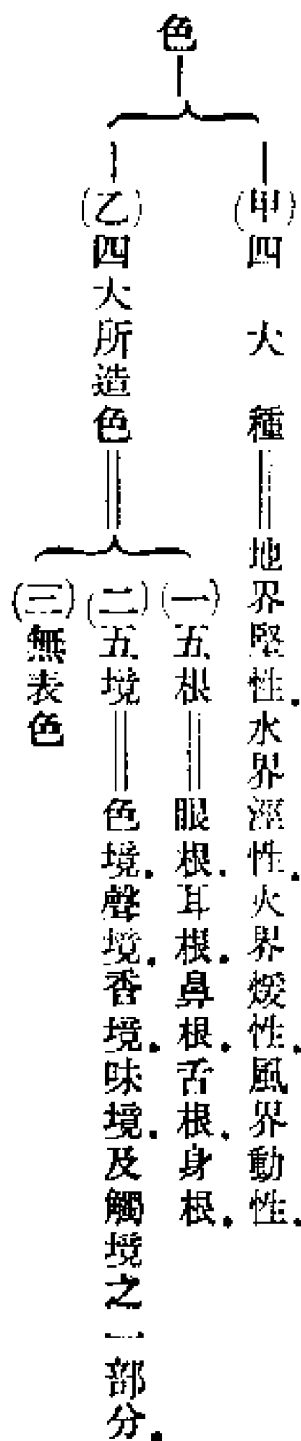 色
(甲)四大種══地界堅性.水界溼性.火界煖性.風界動性.
(乙)四大所造色
(一)五根══眼根.耳根.鼻根.舌根.身根.
(二)五境══色境.聲境.香境.味境.及觸境之一部分.
(三)無表色